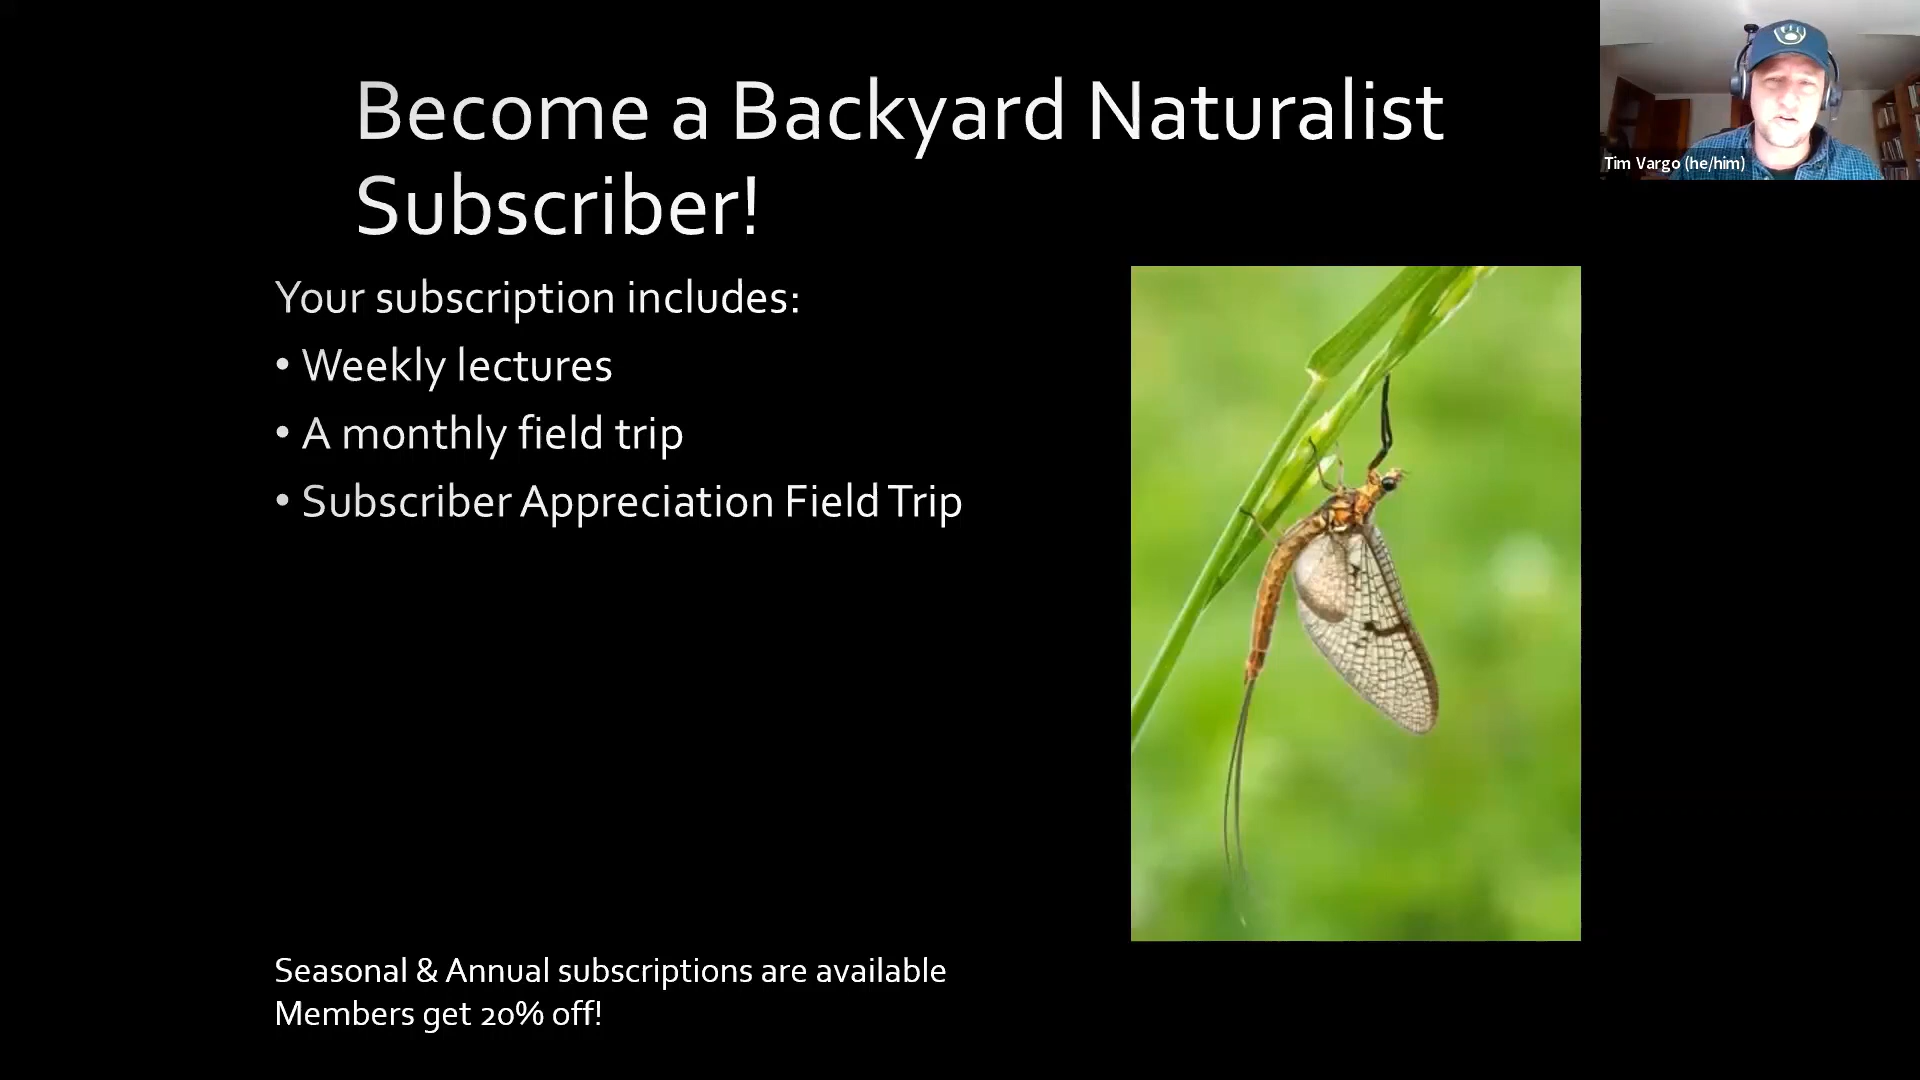 Become a Backyard Naturalist
Subscriber!
Tim Vargo (he/him)
Your subscription includes:
• Weekly lectures
• A monthly field trip
• Subscriber Appreciation Field Trip
Seasonal & Annual subscriptions are available
Members get 20% off!